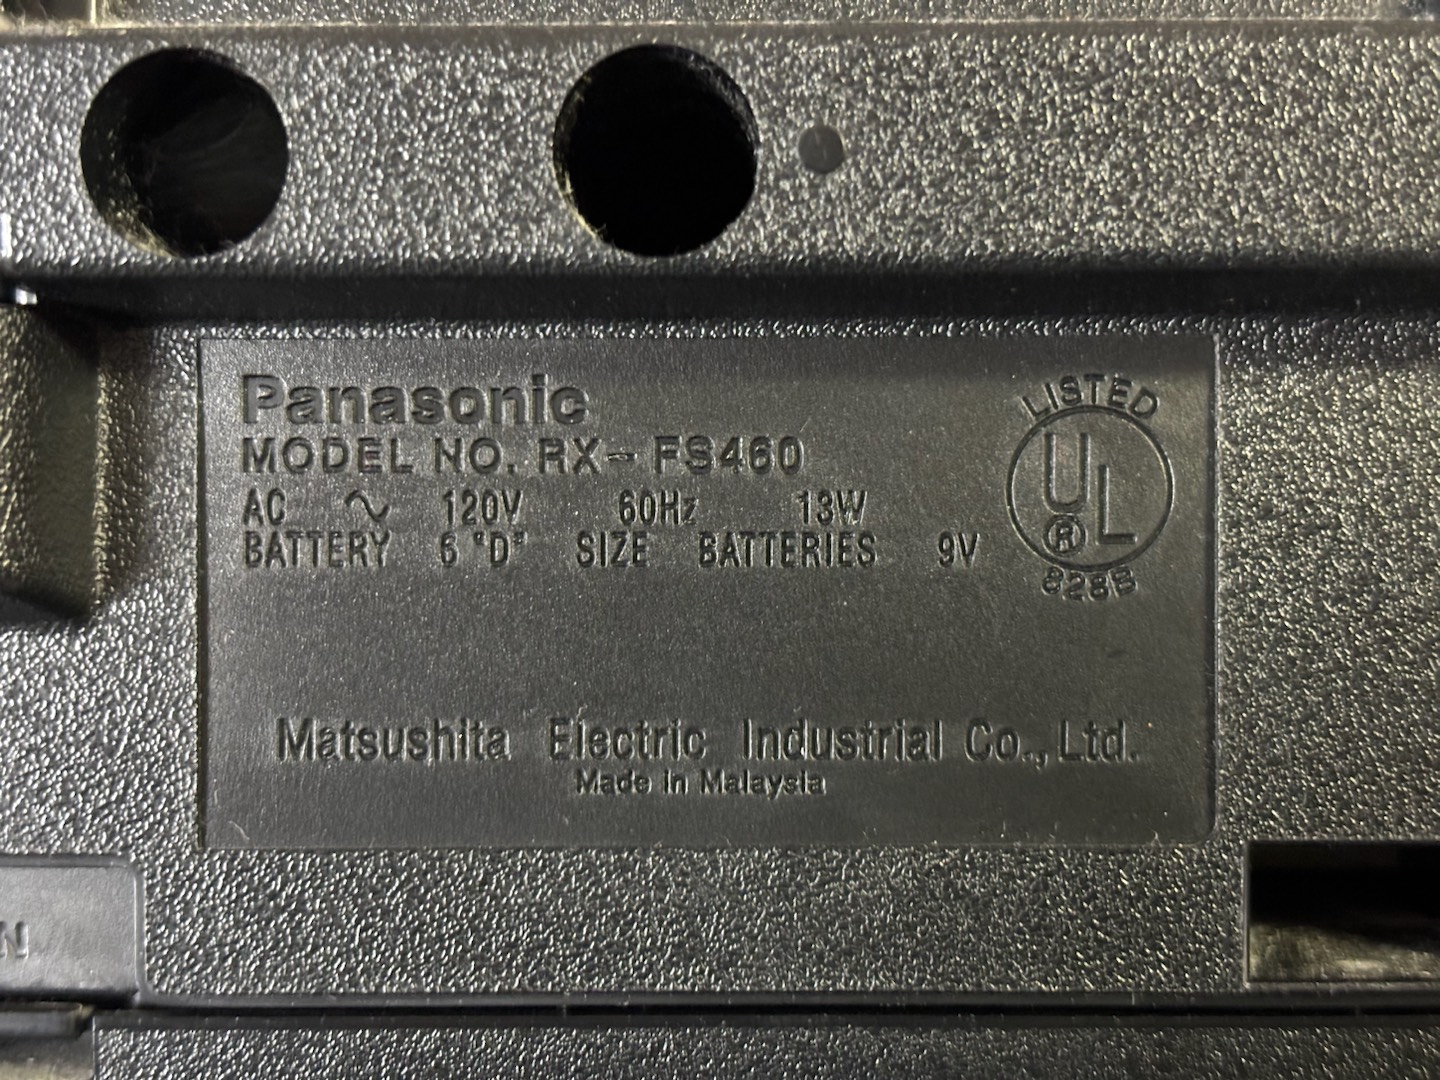 Panasonic
MODEL NO. RX-FS460
AC ∿ 120V 60Hz 13W
BATTERY 6 "D" SIZE BATTERIES 9V
LISTED
UL
®
828B
Matsushita Electric Industrial Co., Ltd.
Made in Malaysia